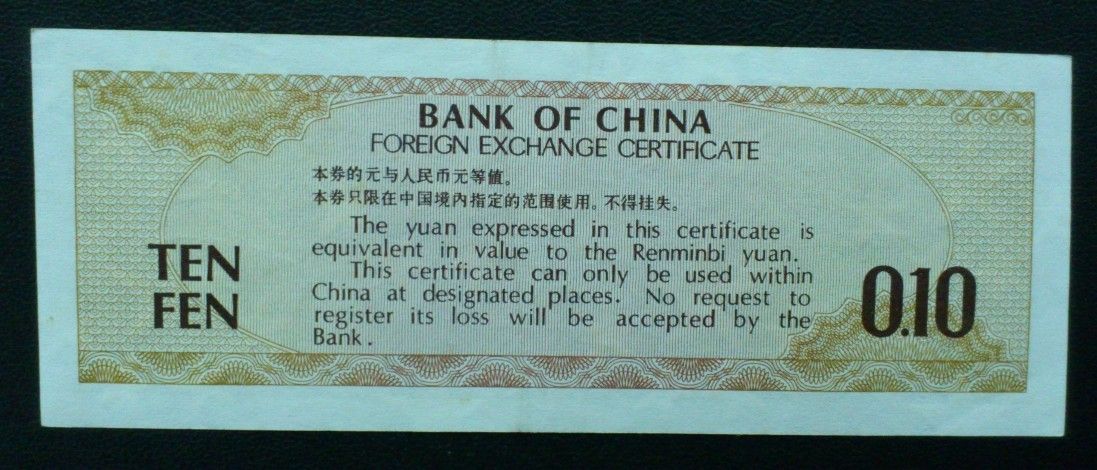 BANK OF CHINA
FOREIGN EXCHANGE CERTIFICATE
本券的元与人民币元等值。
本券只限在中国境内指定的范围使用。不得挂失。
The yuan expressed in this certificate is
equivalent in value to the Renminbi yuan.
This certificate can only be used within
China at designated places. No request to
register its loss will be accepted by the
Bank.
TEN
FEN
0.10